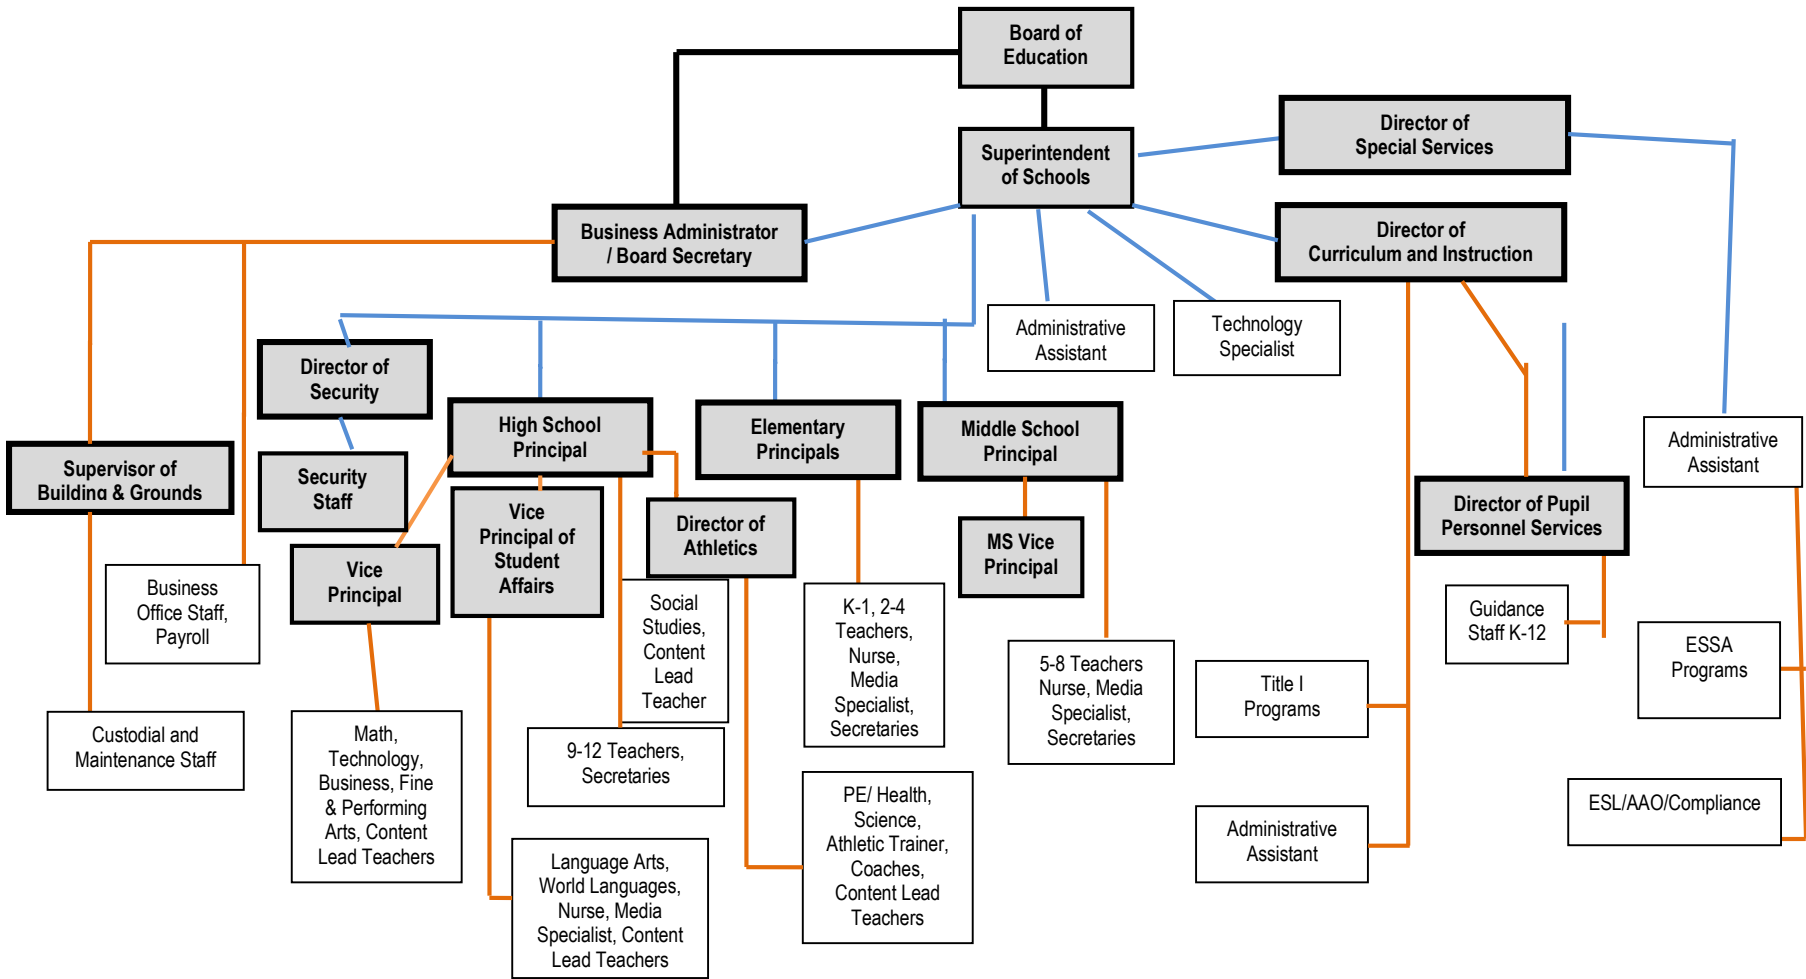 Board of
Education
Superintendent
of Schools
Director of
Special Services
Business Administrator
/ Board Secretary
Director of
Curriculum and Instruction
Administrative
Assistant
Technology
Specialist
Director of
Security
High School
Principal
Elementary
Principals
Middle School
Principal
Administrative
Assistant
Supervisor of
Building & Grounds
Security
Staff
Vice
Principal of
Student
Affairs
Director of
Athletics
MS Vice
Principal
Director of Pupil
Personnel Services
Vice
Principal
Business
Office Staff,
Payroll
Social
Studies,
Content
Lead
Teacher
K-1, 2-4
Teachers,
Nurse,
Media
Specialist,
Secretaries
5-8 Teachers
Nurse, Media
Specialist,
Secretaries
Guidance
Staff K-12
ESSA
Programs
Title I
Programs
Custodial and
Maintenance Staff
Math,
Technology,
Business, Fine
& Performing
Arts, Content
Lead Teachers
9-12 Teachers,
Secretaries
PE/ Health,
Science,
Athletic Trainer,
Coaches,
Content Lead
Teachers
ESL/AAO/Compliance
Administrative
Assistant
Language Arts,
World Languages,
Nurse, Media
Specialist, Content
Lead Teachers